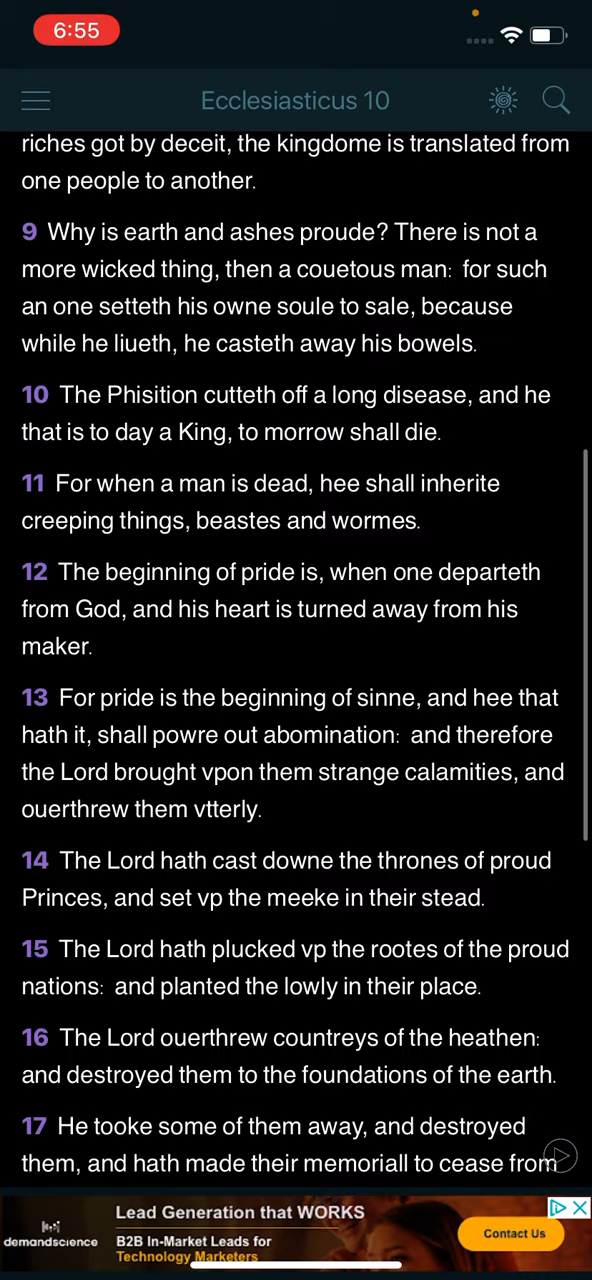 6:55
Ecclesiasticus 10
riches got by deceit, the kingdome is translated from
one people to another.
9 Why is earth and ashes proude? There is not a
more wicked thing, then a couetous man: for such
an one setteth his owne soule to sale, because
while he liueth, he casteth away his bowels.
10 The Phisition cutteth off a long disease, and he
that is to day a King, to morrow shall die.
11 For when a man is dead, hee shall inherite
creeping things, beastes and wormes.
12 The beginning of pride is, when one departeth
from God, and his heart is turned away from his
maker.
13 For pride is the beginning of sinne, and hee that
hath it, shall powre out abomination: and therefore
the Lord brought vpon them strange calamities, and
ouerthrew them vtterly.
14 The Lord hath cast downe the thrones of proud
Princes, and set vp the meeke in their stead.
15 The Lord hath plucked vp the rootes of the proud
nations: and planted the lowly in their place.
16 The Lord ouerthrew countreys of the heathen:
and destroyed them to the foundations of the earth.
17 He tooke some of them away, and destroyed
them, and hath made their memoriall to cease from
demandscience
Lead Generation that WORKS
B2B In-Market Leads for
Technology Marketers
Contact Us